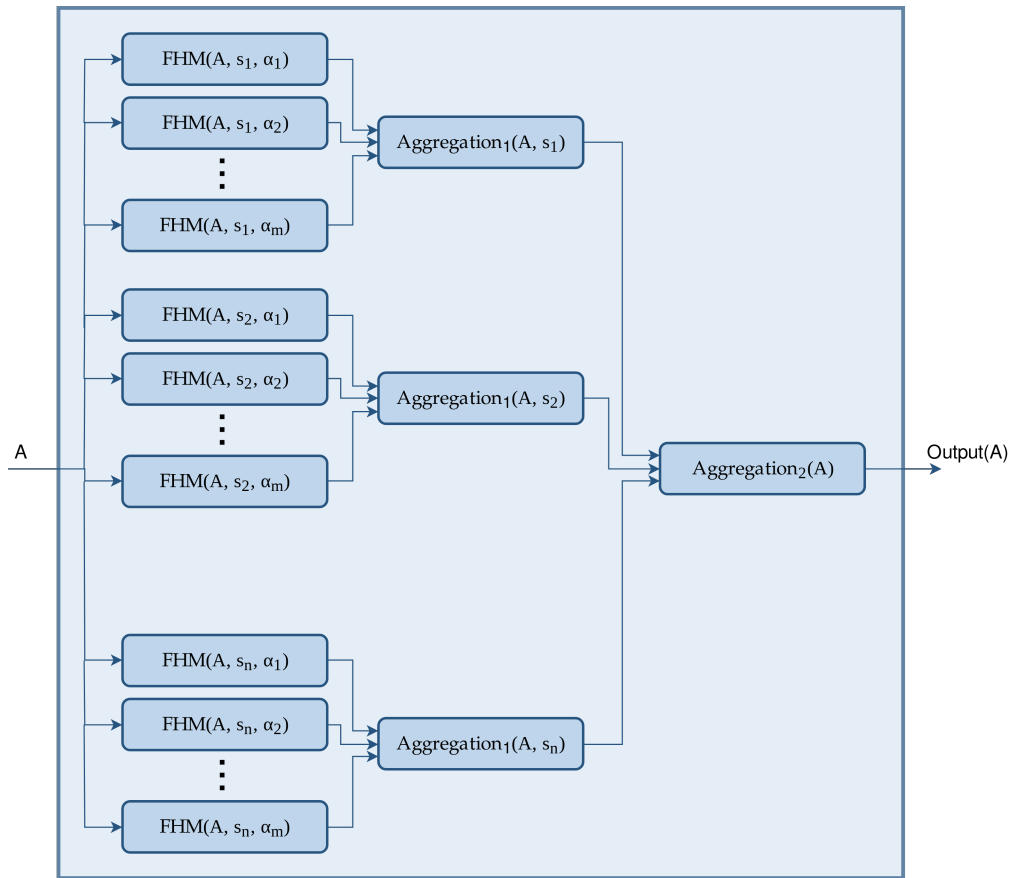 FHM(A, s₁, α₁)
FHM(A, s₁, α₂)
Aggregation₁(A, s₁)
FHM(A, s₁, αₘ)
FHM(A, s₂, α₁)
FHM(A, s₂, α₂)
Aggregation₁(A, s₂)
A
FHM(A, s₂, αₘ)
Aggregation₂(A)
Output(A)
FHM(A, sₙ, α₁)
FHM(A, sₙ, α₂)
Aggregation₁(A, sₙ)
FHM(A, sₙ, αₘ)